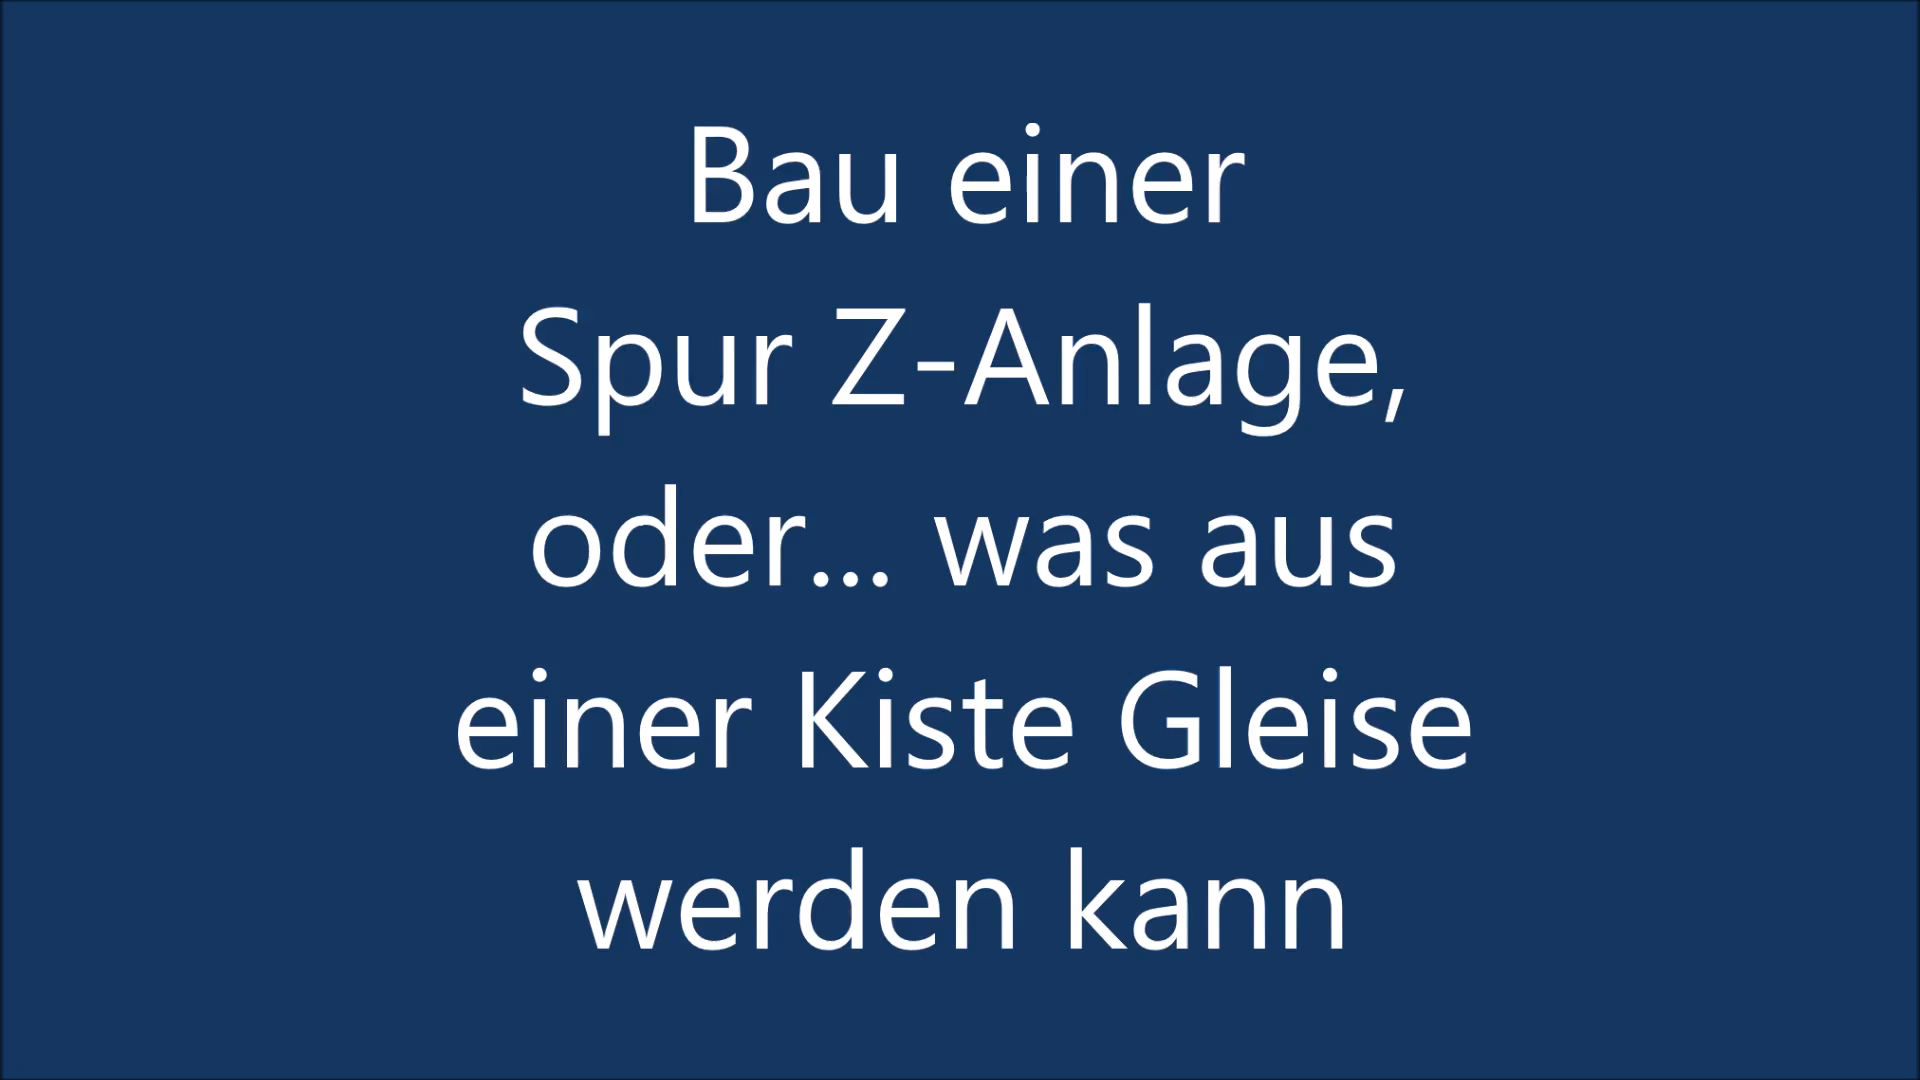 Bau einer
Spur Z-Anlage,
oder... was aus
einer Kiste Gleise
werden kann